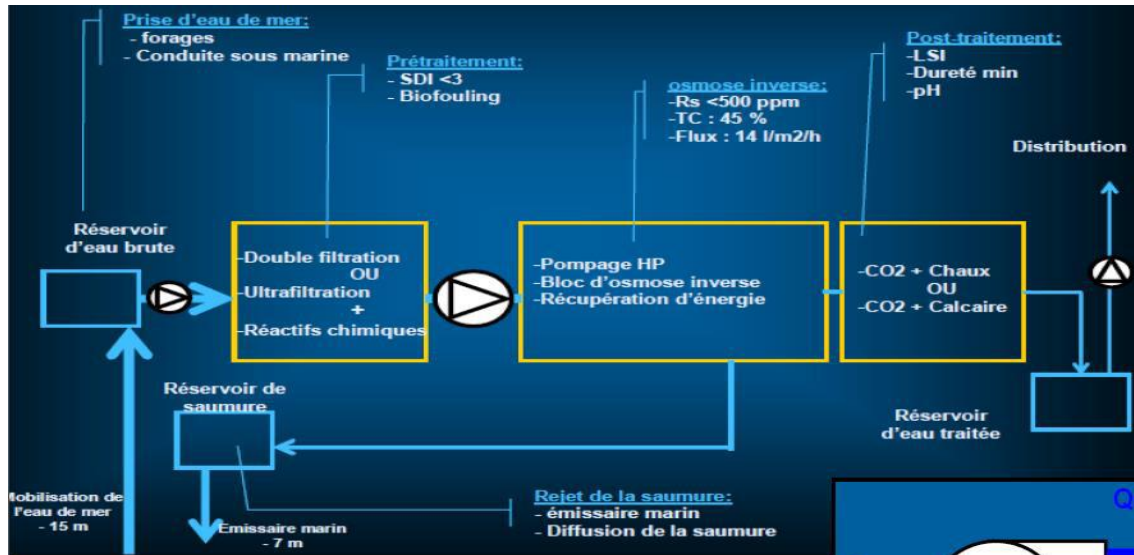 Prise d'eau de mer:
- forages
- Conduite sous marine
Prétraitement:
- SDI <3
- Biofouling
osmose inverse:
-Rs <500 ppm
-TC : 45 %
-Flux : 14 l/m2/h
Post-traitement:
-LSI
-Dureté min
-pH
Distribution
Réservoir
d'eau brute
-Double filtration
OU
-Ultrafiltration
+
-Réactifs chimiques
-Pompage HP
-Bloc d'osmose inverse
-Récupération d'énergie
-CO2 + Chaux
OU
-CO2 + Calcaire
Réservoir de
saumure
Réservoir
d'eau traitée
Mobilisation de
l'eau de mer
- 15 m
Emissaire marin
- 7 m
Rejet de la saumure:
- émissaire marin
- Diffusion de la saumure
Q